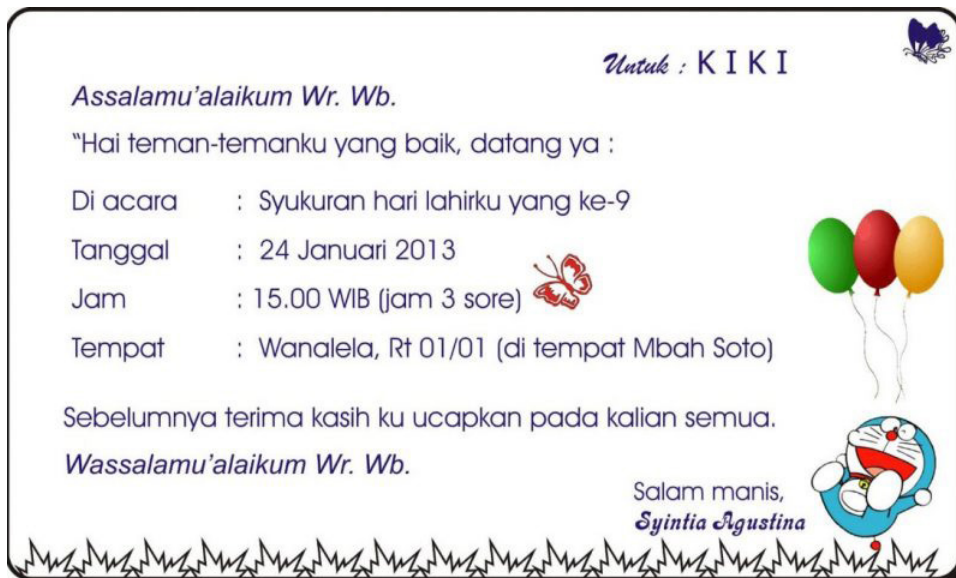 Untuk : K I K I
Assalamu'alaikum Wr. Wb.
"Hai teman-temanku yang baik, datang ya :
Di acara : Syukuran hari lahirku yang ke-9
Tanggal : 24 Januari 2013
Jam : 15.00 WIB (jam 3 sore)
Tempat : Wanalela, Rt 01/01 (di tempat Mbah Soto)
Sebelumnya terima kasih ku ucapkan pada kalian semua.
Wassalamu'alaikum Wr. Wb.
Salam manis,
Syintia Agustina